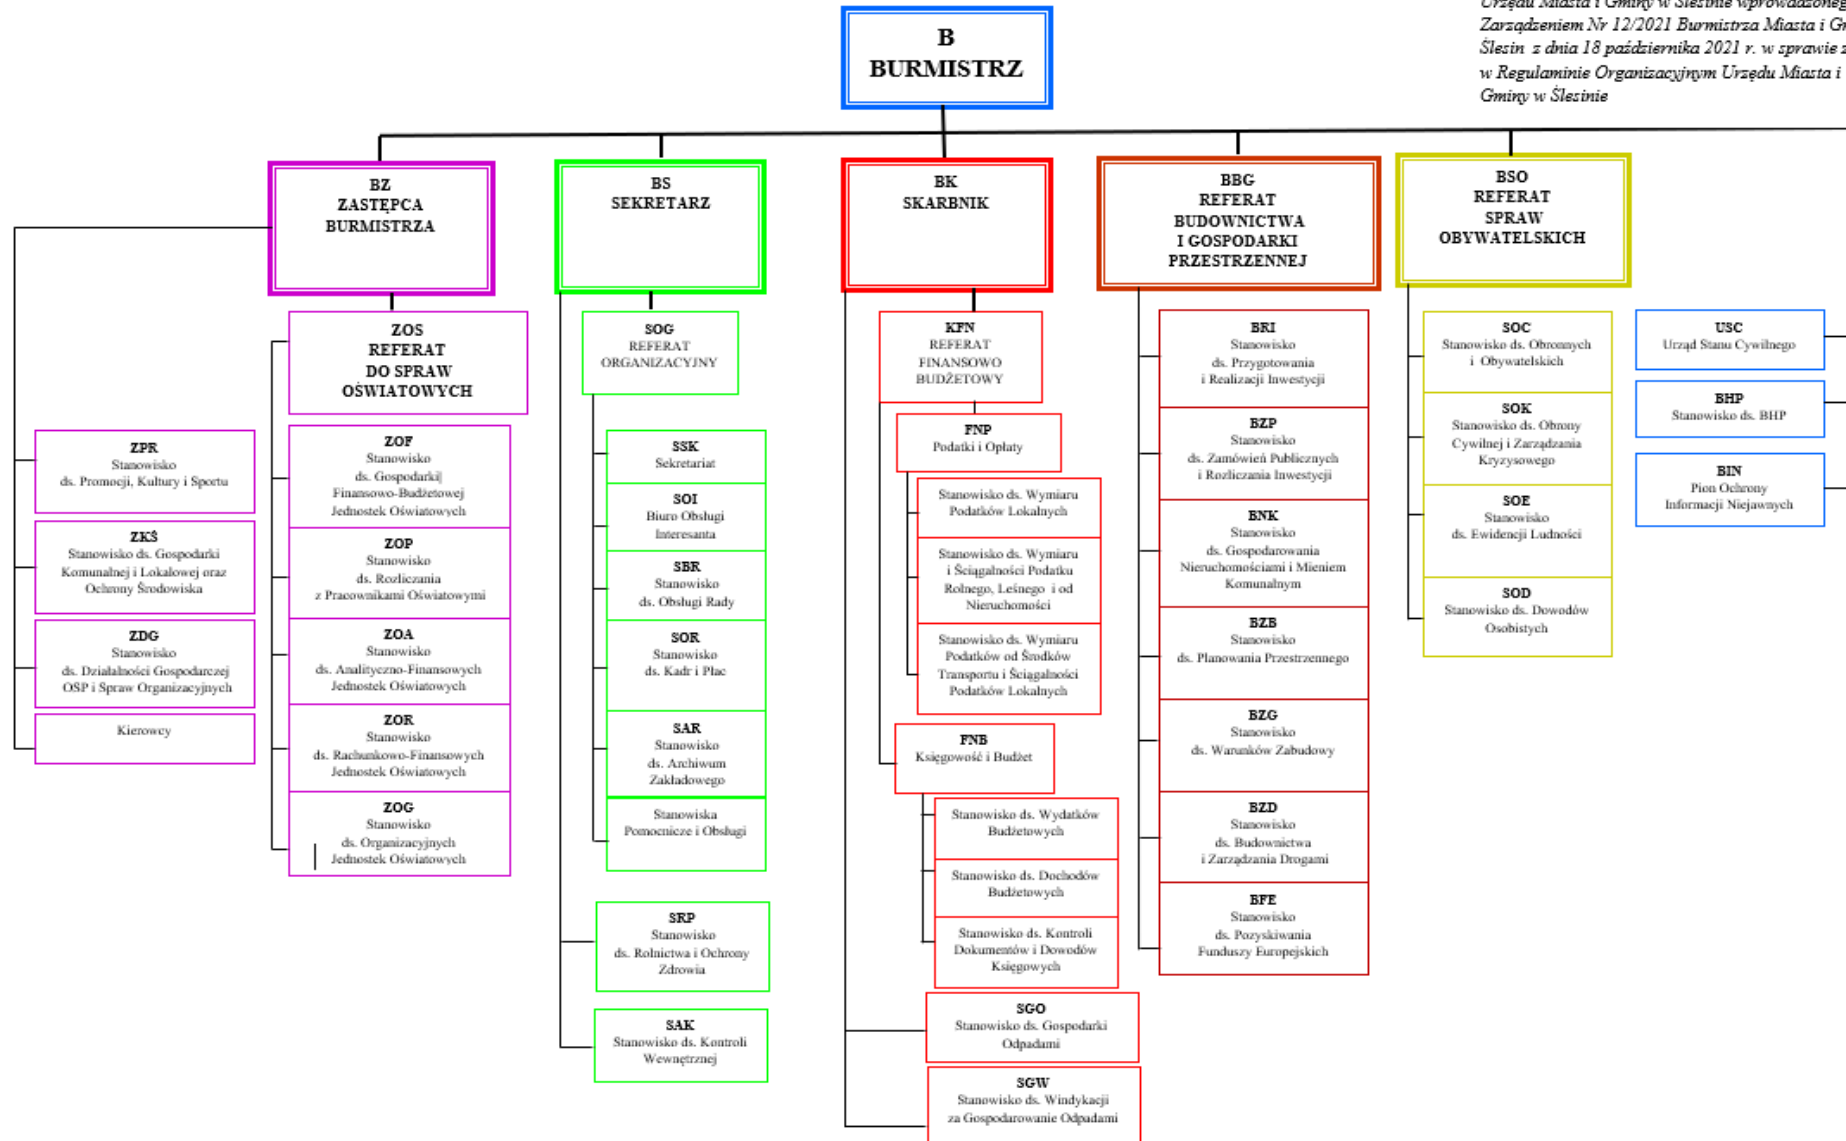 Urzędu Miasta i Gminy w Ślesinie
Zarządzeniem Nr 12/2021 Burmistrza Miasta i
Ślesin z dnia 18 października 2021 r. w sprawie
w Regulaminie Organizacyjnym Urzędu Miasta i
Gminy w Ślesinie
B
BURMISTRZ
BZ
ZASTĘPCA
BURMISTRZA
BS
SEKRETARZ
BK
SKARBNIK
BBG
REFERAT
BUDOWNICTWA
I GOSPODARKI
PRZESTRZENNEJ
BSO
REFERAT
SPRAW
OBYWATELSKICH
ZPR
Stanowisko
ds. Promocji, Kultury i Sportu
ZKŚ
Stanowisko ds. Gospodarki
Komunalnej i Lokalowej oraz
Ochrony Środowiska
ZDG
Stanowisko
ds. Działalności Gospodarczej
OSP i Spraw Organizacyjnych
Kierowcy
ZOS
REFERAT
DO SPRAW
OŚWIATOWYCH
ZOF
Stanowisko
ds. Gospodarki
Finansowo-Budżetowej
Jednostek Oświatowych
ZOP
Stanowisko
ds. Rozliczania
z Pracownikami Oświatowymi
ZOA
Stanowisko
ds. Analityczno-Finansowych
Jednostek Oświatowych
ZOR
Stanowisko
ds. Rachunkowo-Finansowych
Jednostek Oświatowych
ZOG
Stanowisko
ds. Organizacyjnych
Jednostek Oświatowych
SOG
REFERAT
ORGANIZACYJNY
SSK
Sekretariat
SOI
Biuro Obsługi
Interesanta
SBR
Stanowisko
ds. Obsługi Rady
SOR
Stanowisko
ds. Kadr i Płac
SAR
Stanowisko
ds. Archiwum
Zakładowego
Stanowiska
Pomocnicze i Obsługi
SRP
Stanowisko
ds. Rolnictwa i Ochrony
Zdrowia
SAK
Stanowisko ds. Kontroli
Wewnętrznej
KFN
REFERAT
FINANSOWO
BUDŻETOWY
FNP
Podatki i Opłaty
Stanowisko ds. Wymiaru
Podatków Lokalnych
Stanowisko ds. Wymiaru
i Ściągalności Podatku
Rolnego, Leśnego i od
Nieruchomości
Stanowisko ds. Wymiaru
Podatków od Środków
Transportu i Ściągalności
Podatków Lokalnych
FNB
Księgowość i Budżet
Stanowisko ds. Wydatków
Budżetowych
Stanowisko ds. Dochodów
Budżetowych
Stanowisko ds. Kontroli
Dokumentów i Dowodów
Księgowych
SGO
Stanowisko ds. Gospodarki
Odpadami
SGW
Stanowisko ds. Windykacji
za Gospodarowanie Odpadami
BRI
Stanowisko
ds. Przygotowania
i Realizacji Inwestycji
BZP
Stanowisko
ds. Zamówień Publicznych
i Rozliczania Inwestycji
BNK
Stanowisko
ds. Gospodarowania
Nieruchomościami i Mieniem
Komunalnym
BZB
Stanowisko
ds. Planowania Przestrzennego
BZG
Stanowisko
ds. Warunków Zabudowy
BZD
Stanowisko
ds. Budownictwa
i Zarządzania Drogami
BFE
Stanowisko
ds. Pozyskiwania
Funduszy Europejskich
SOC
Stanowisko ds. Obronnych
i Obywatelskich
SOK
Stanowisko ds. Obrony
Cywilnej i Zarządzania
Kryzysowego
SOE
Stanowisko
ds. Ewidencji Ludności
SOD
Stanowisko ds. Dowodów
Osobistych
USC
Urząd Stanu Cywilnego
BHP
Stanowisko ds. BHP
BIN
Pion Ochrony
Informacji Niejawnych